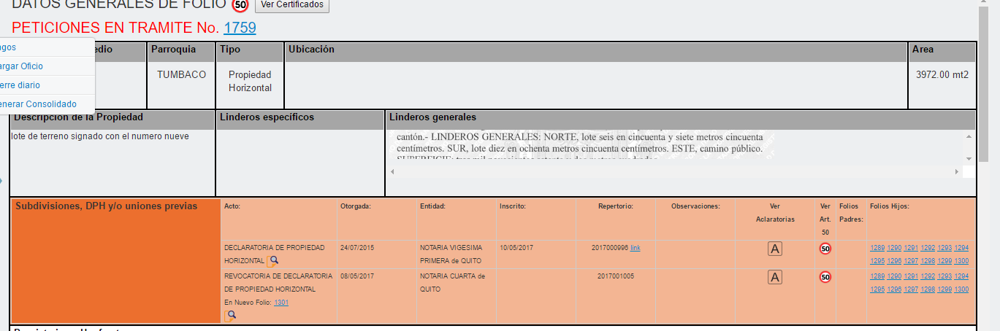 DATOS GENERALES DE FOLIO 50 Ver Certificados
PETICIONES EN TRAMITE No. 1759
Parroquia Tipo Ubicación Area
TUMBACO Propiedad Horizontal 3972.00 mt2
agos
argar Oficio
erre diario
enerar Consolidado
Descripcion de la Propiedad Linderos específicos Linderos generales
lote de terreno signado con el numero nueve
cantón.- LINDEROS GENERALES: NORTE, lote seis en cincuenta y siete metros cincuenta
centímetros. SUR, lote diez en ochenta metros cincuenta centímetros. ESTE, camino público.
Subdivisiones, DPH y/o uniones previas
Acto: Otorgada: Entidad: Inscrito: Repertorio: Observaciones: Ver Aclaratorias Ver Art. 50 Folios Padres: Folios Hijos:
DECLARATORIA DE PROPIEDAD 24/07/2015 NOTARIA VIGESIMA 10/05/2017 2017000996 link A 50 1289 1290 1291 1292 1293 1294
HORIZONTAL PRIMERA de QUITO 1295 1296 1297 1298 1299 1300
REVOCATORIA DE DECLARATORIA 08/05/2017 NOTARIA CUARTA de 2017001005 A 50 1289 1290 1291 1292 1293 1294
DE PROPIEDAD HORIZONTAL QUITO 1295 1296 1297 1298 1299 1300
En Nuevo Folio: 1301